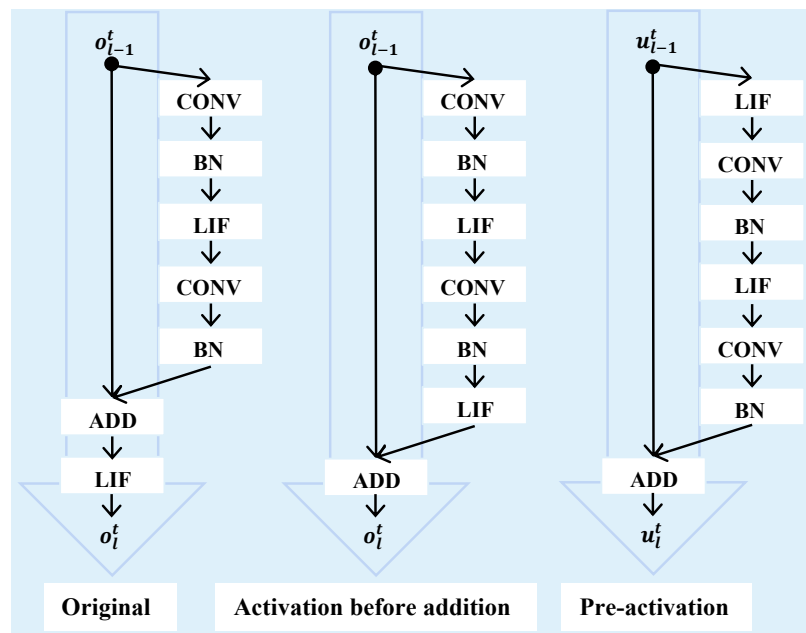 o_{l-1}^t
CONV
BN
LIF
CONV
BN
ADD
LIF
o_l^t
Original
o_{l-1}^t
CONV
BN
LIF
CONV
BN
LIF
ADD
o_l^t
Activation before addition
u_{l-1}^t
LIF
CONV
BN
LIF
CONV
BN
ADD
u_l^t
Pre-activation